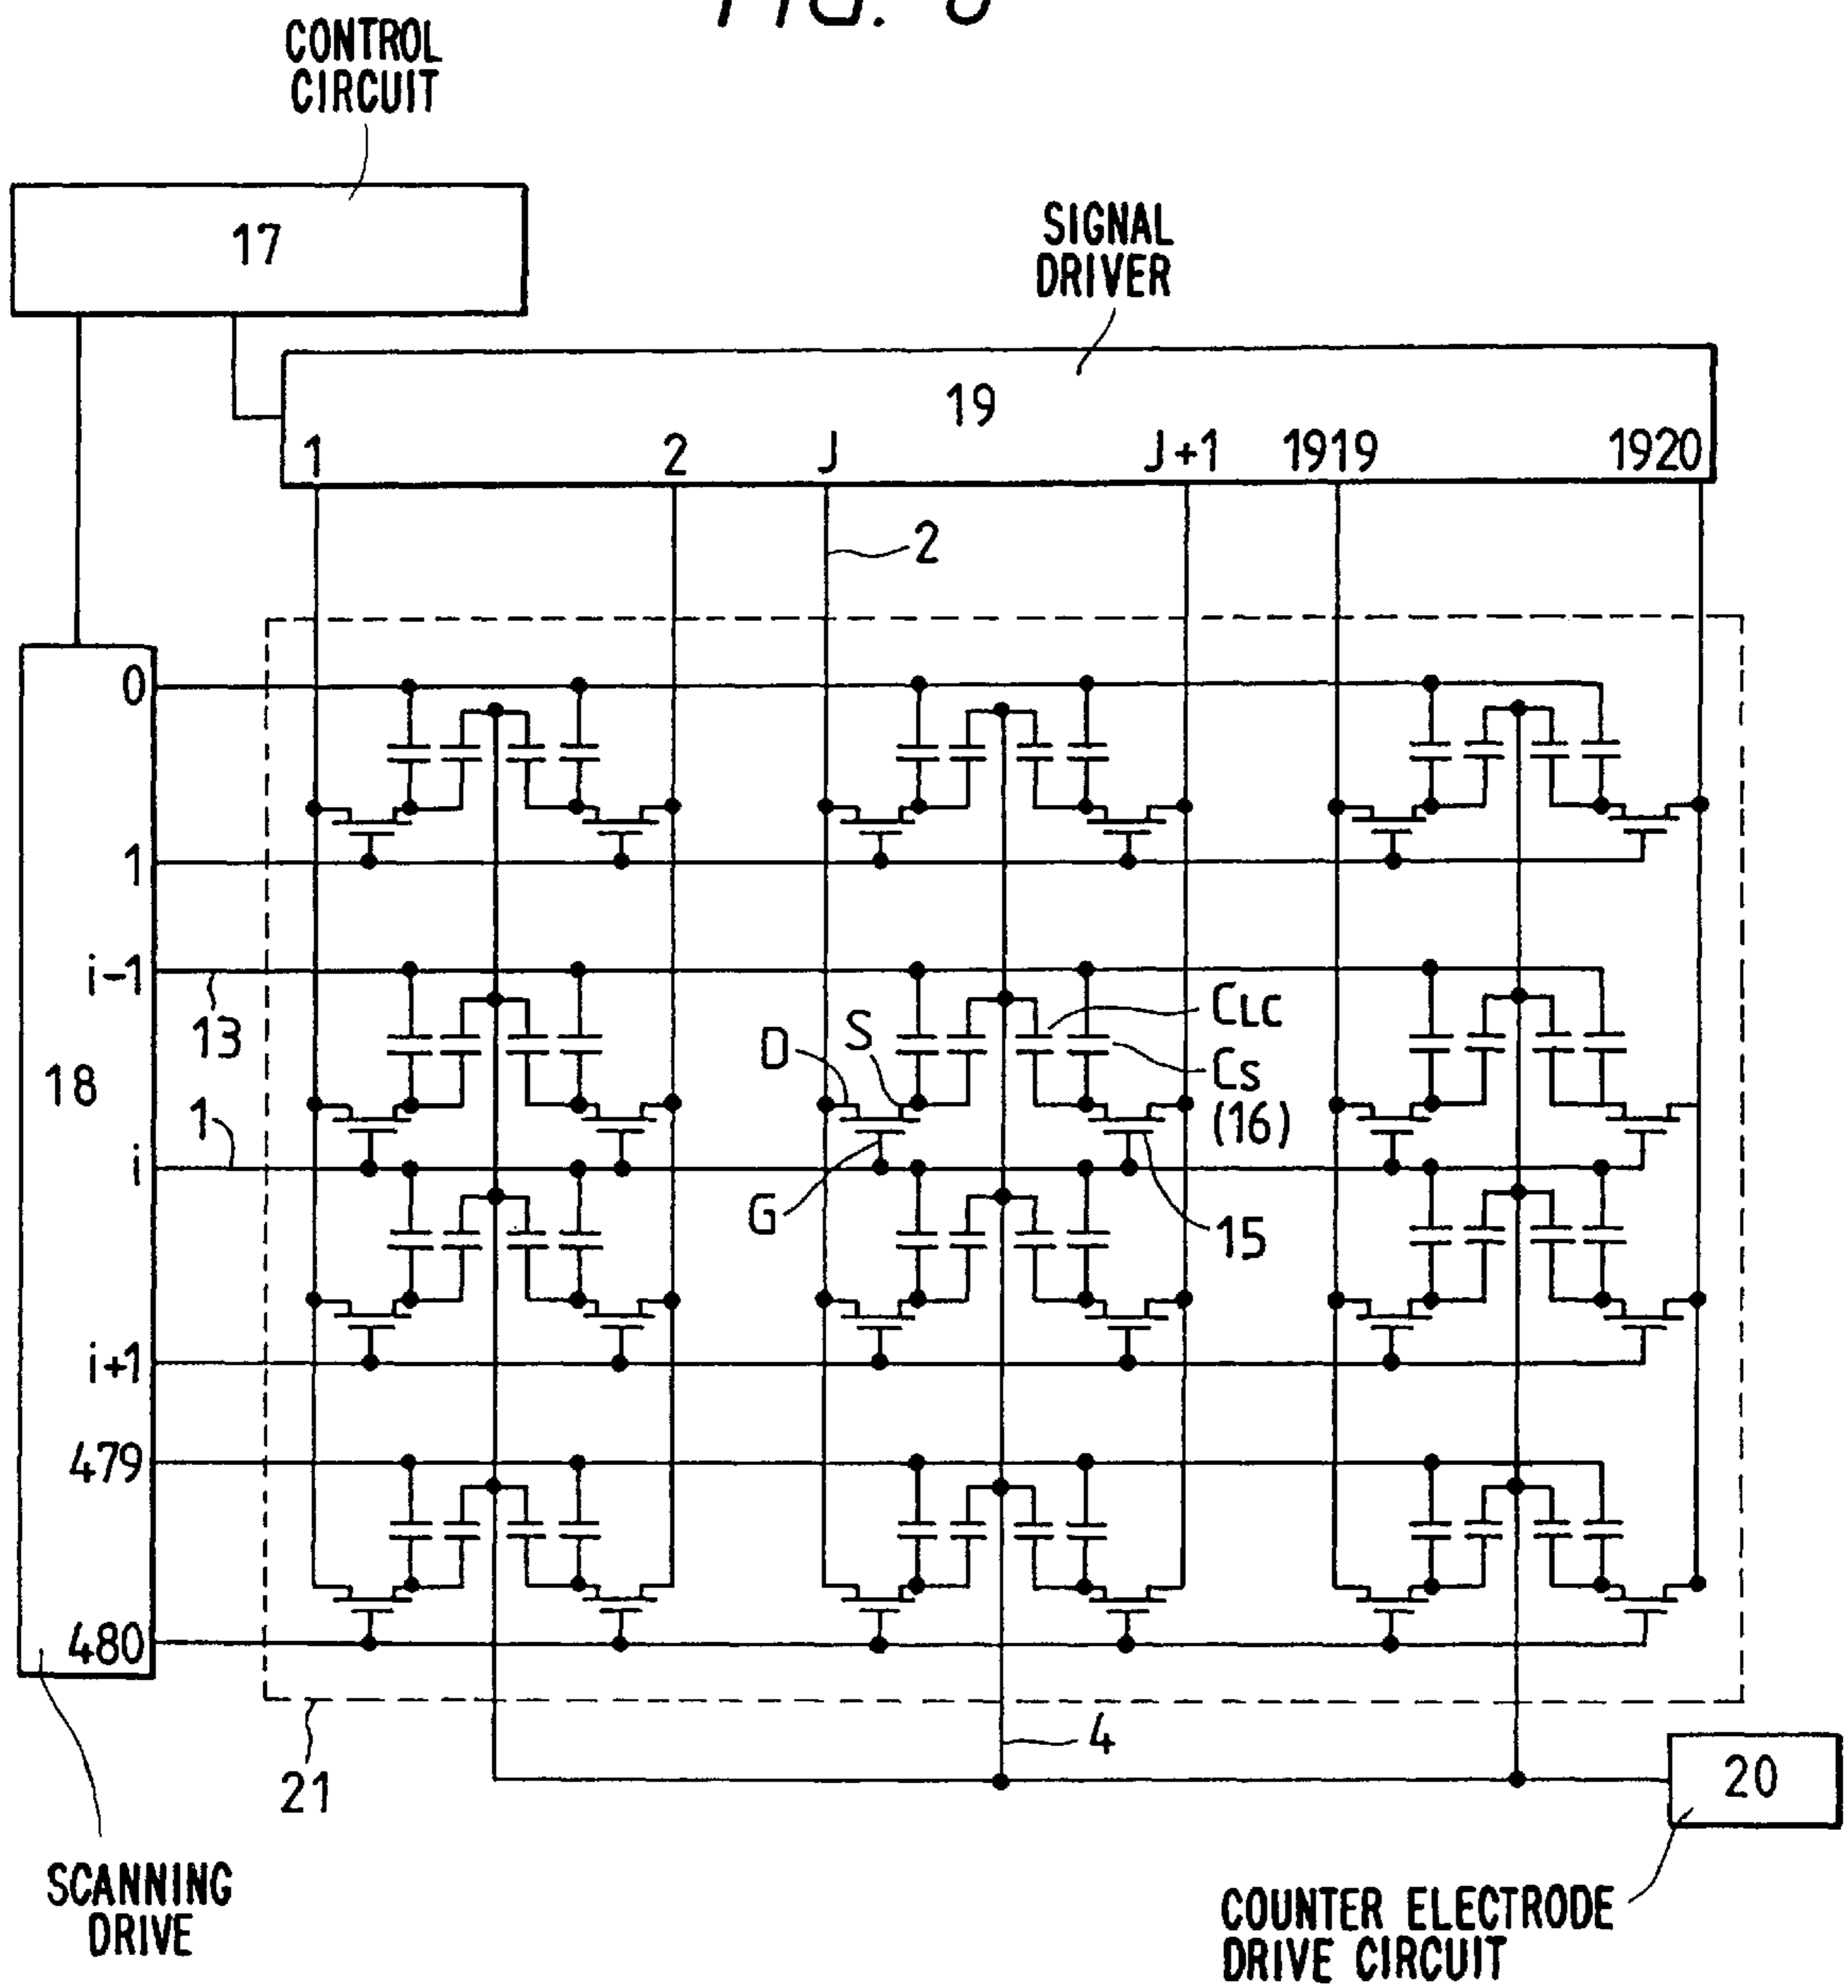 CONTROL
CIRCUIT
17
SIGNAL
DRIVER
19
1 2 J J+1 1919 1920
2
0
1
i-1
13
18
D S CLC
Cs
(16)
1
i
G 15
i+1
479
480
4
21
20
SCANNING
DRIVE
COUNTER ELECTRODE
DRIVE CIRCUIT